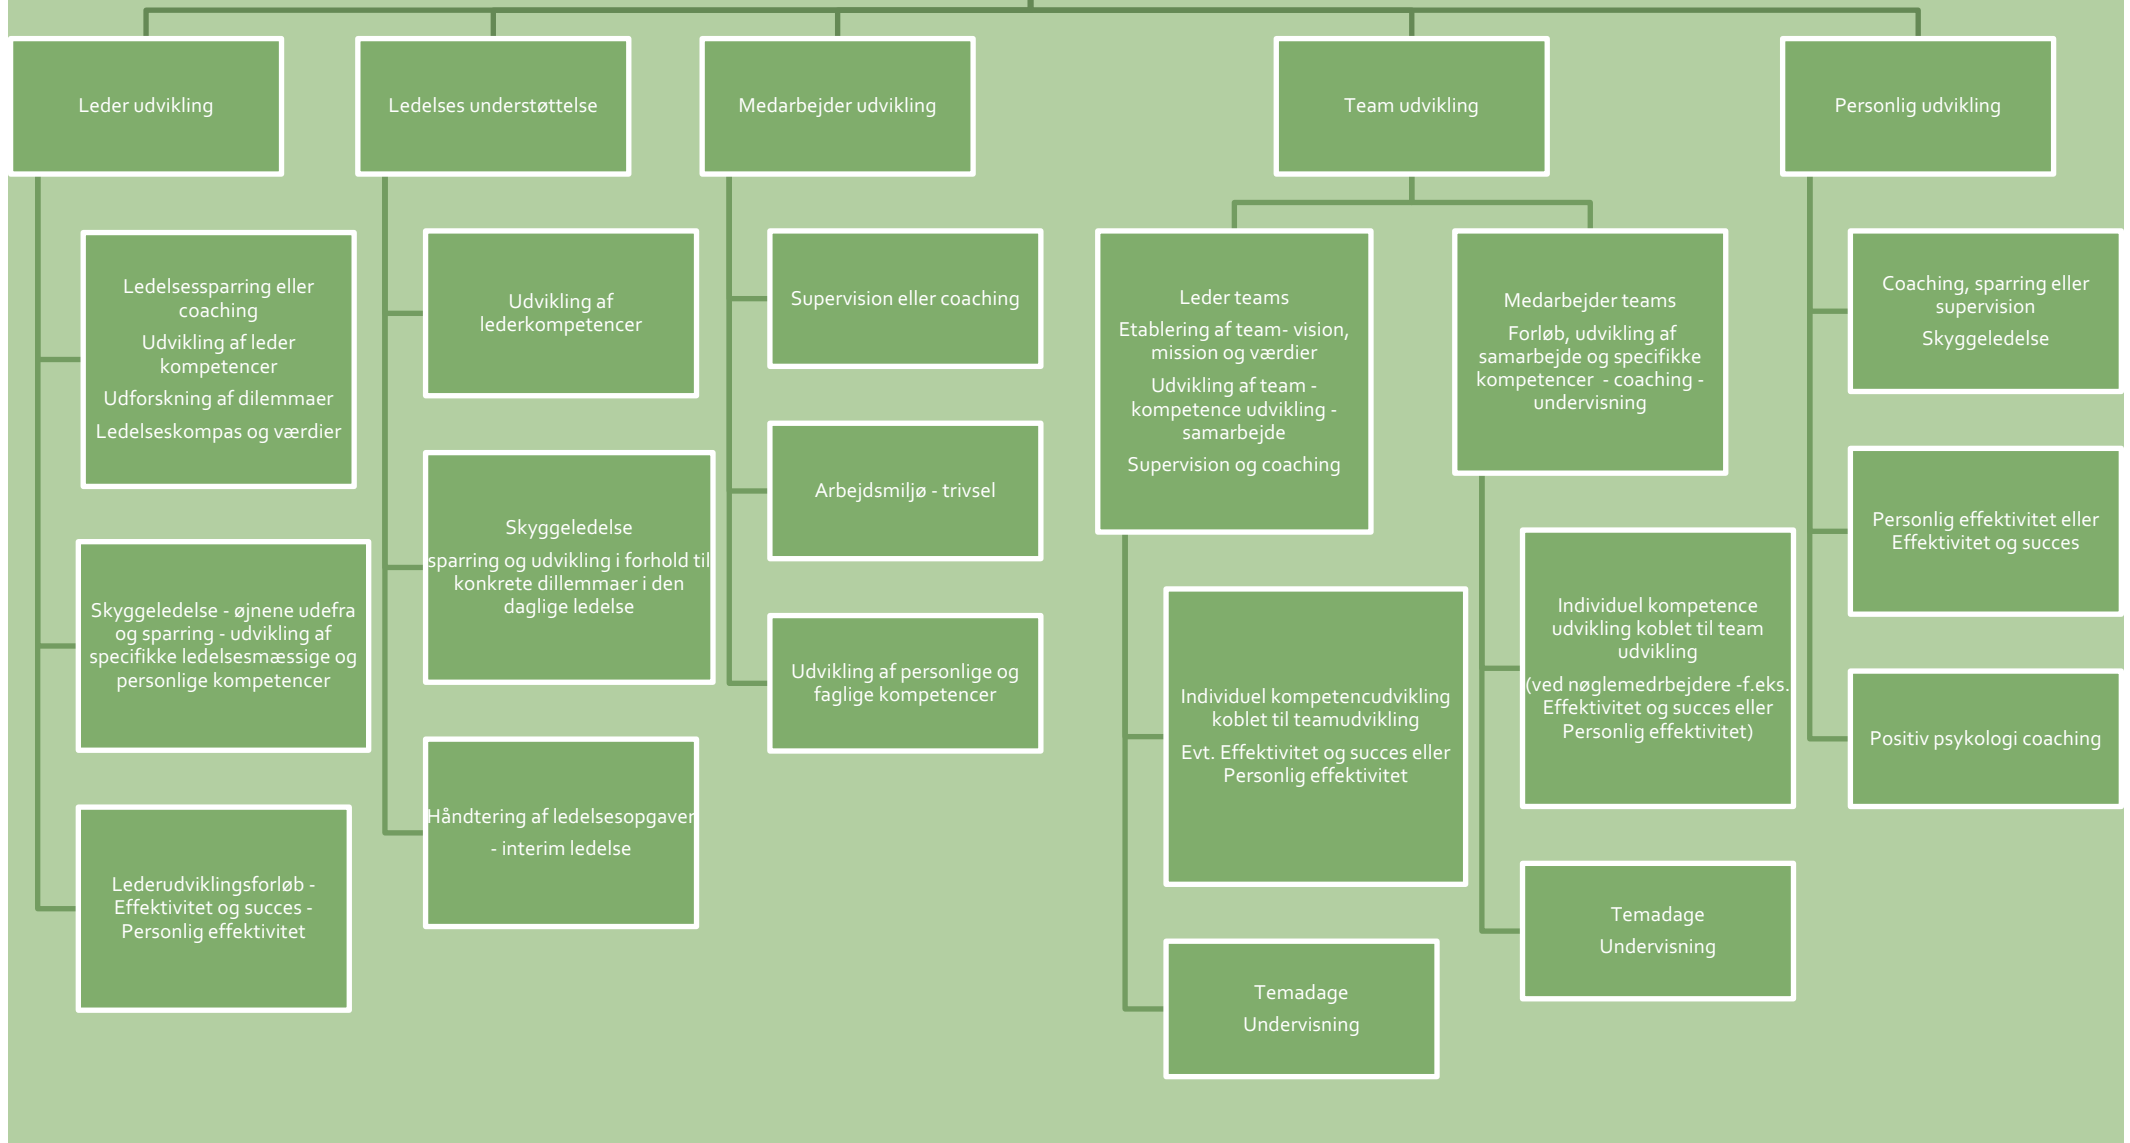 Leder udvikling
Ledelsessparring eller
coaching
Udvikling af leder
kompetencer
Udforskning af dilemmaer
Ledelseskompas og værdier
Skyggeledelse - øjnene udefra
og sparring - udvikling af
specifikke ledelsesmæssige og
personlige kompetencer
Lederudviklingsforløb -
Effektivitet og succes -
Personlig effektivitet
Ledelses understøttelse
Udvikling af
lederkompetencer
Skyggeledelse
sparring og udvikling i forhold til
konkrete dillemmaer i den
daglige ledelse
Håndtering af ledelsesopgaver
- interim ledelse
Medarbejder udvikling
Supervision eller coaching
Arbejdsmiljø - trivsel
Udvikling af personlige og
faglige kompetencer
Team udvikling
Leder teams
Etablering af team- vision,
mission og værdier
Udvikling af team -
kompetence udvikling -
samarbejde
Supervision og coaching
Individuel kompetencudvikling
koblet til teamudvikling
Evt. Effektivitet og succes eller
Personlig effektivitet
Temadage
Undervisning
Medarbejder teams
Forløb, udvikling af
samarbejde og specifikke
kompetencer  - coaching -
undervisning
Individuel kompetence
udvikling koblet til team
udvikling
(ved nøglemedrbejdere -f.eks.
Effektivitet og succes eller
Personlig effektivitet)
Temadage
Undervisning
Personlig udvikling
Coaching, sparring eller
supervision
Skyggeledelse
Personlig effektivitet eller
Effektivitet og succes
Positiv psykologi coaching